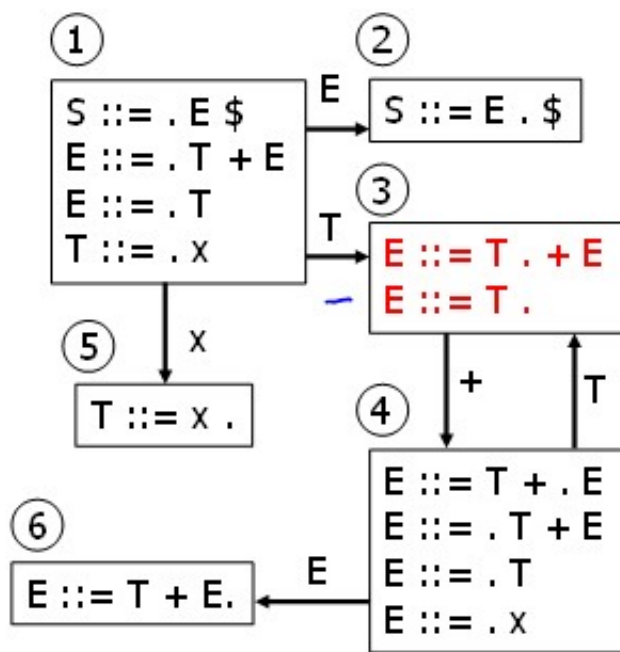 1
S ::= . E $
E ::= . T + E
E ::= . T
T ::= . x
E
2
S ::= E . $
T
3
E ::= T . + E
E ::= T .
x
5
T ::= x .
+
T
4
E ::= T + . E
E ::= . T + E
E ::= . T
E ::= . x
E
6
E ::= T + E.